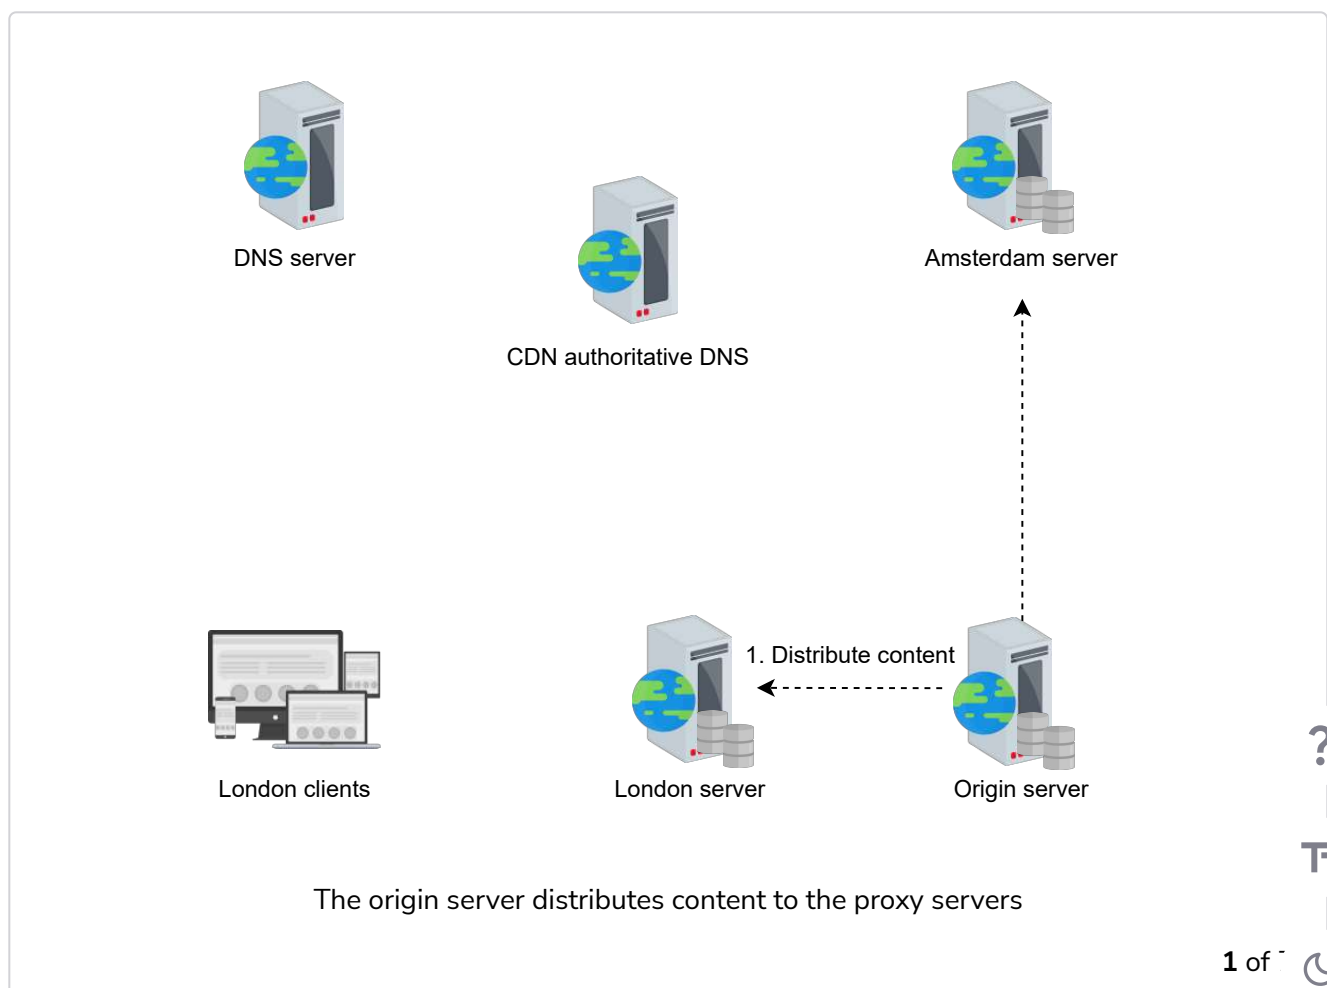 DNS server
Amsterdam server
CDN authoritative DNS
1. Distribute content
London clients
London server
Origin server
The origin server distributes content to the proxy servers
1 of
?